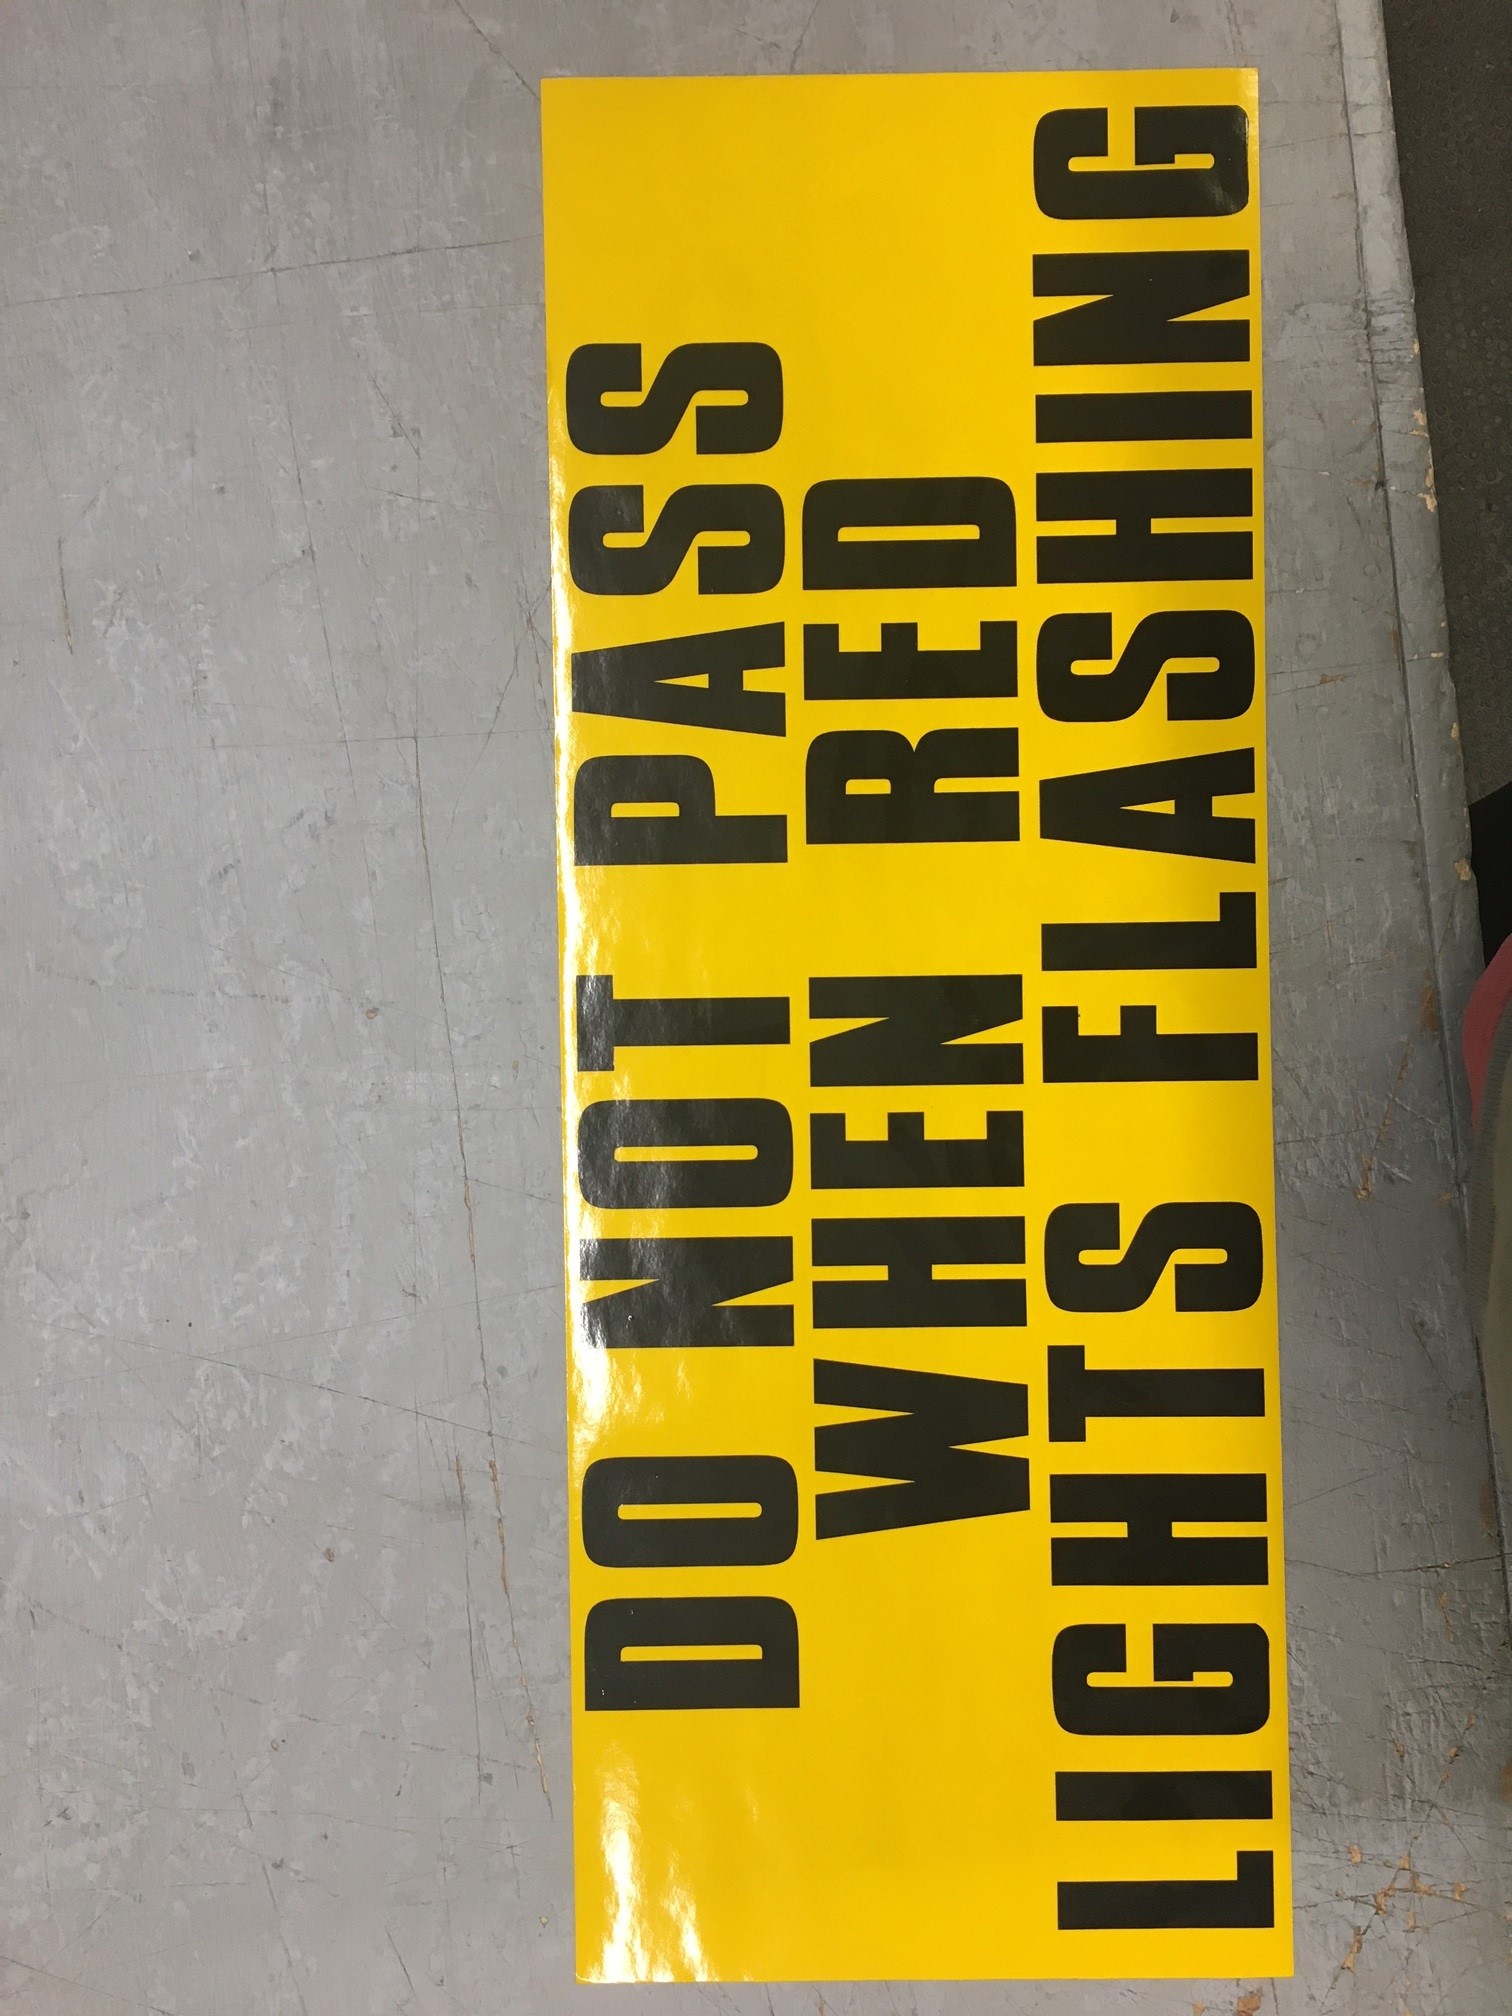 DO NOT PASS
WHEN RED
LIGHTS FLASHING